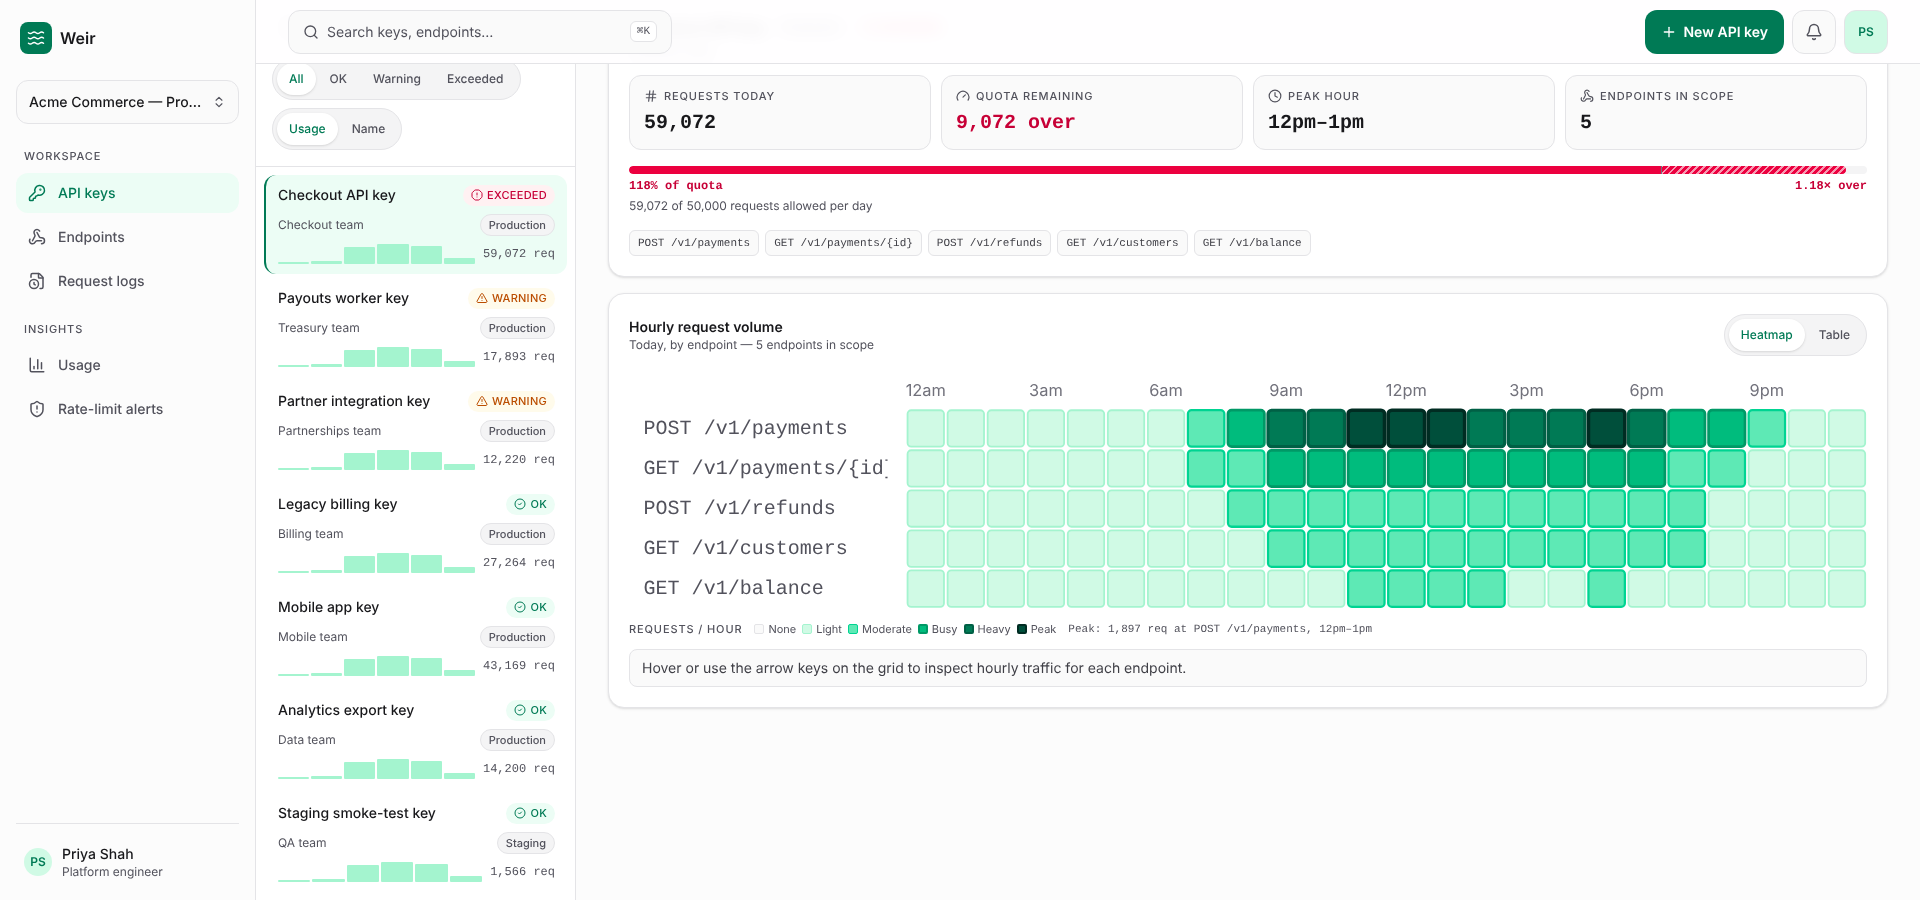 Weir
Search keys, endpoints...
⌘K
New API key
PS
Acme Commerce — Pro...
WORKSPACE
API keys
Endpoints
Request logs
INSIGHTS
Usage
Rate-limit alerts
PS
Priya Shah
Platform engineer
All OK Warning Exceeded
Usage Name
Checkout API key EXCEEDED
Checkout team Production
59,072 req
Payouts worker key WARNING
Treasury team Production
17,893 req
Partner integration key WARNING
Partnerships team Production
12,220 req
Legacy billing key OK
Billing team Production
27,264 req
Mobile app key OK
Mobile team Production
43,169 req
Analytics export key OK
Data team Production
14,200 req
Staging smoke-test key OK
QA team Staging
1,566 req
REQUESTS TODAY
59,072
QUOTA REMAINING
9,072 over
PEAK HOUR
12pm–1pm
ENDPOINTS IN SCOPE
5
118% of quota 1.18× over
59,072 of 50,000 requests allowed per day
POST /v1/payments GET /v1/payments/{id} POST /v1/refunds GET /v1/customers GET /v1/balance
Hourly request volume
Today, by endpoint — 5 endpoints in scope
Heatmap Table
12am 3am 6am 9am 12pm 3pm 6pm 9pm
POST /v1/payments
GET /v1/payments/{id}
POST /v1/refunds
GET /v1/customers
GET /v1/balance
REQUESTS / HOUR None Light Moderate Busy Heavy Peak Peak: 1,897 req at POST /v1/payments, 12pm–1pm
Hover or use the arrow keys on the grid to inspect hourly traffic for each endpoint.